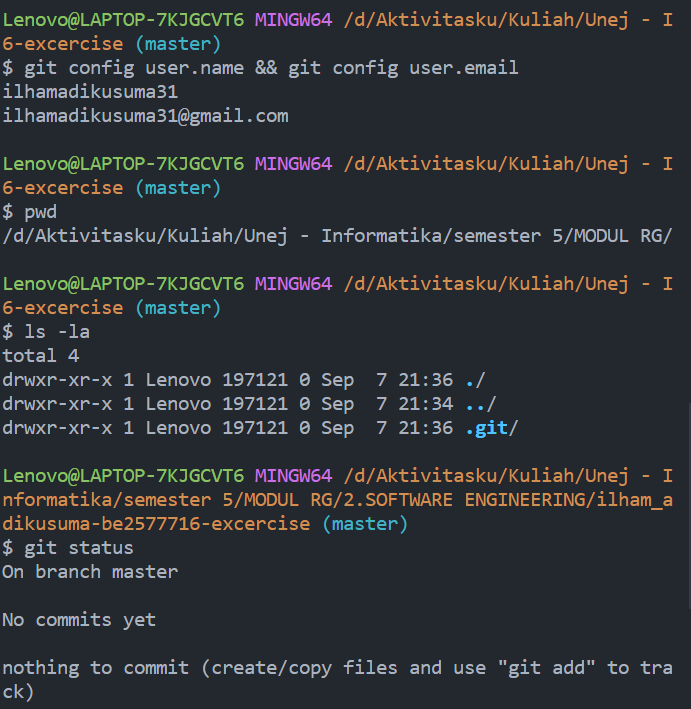 Lenovo@LAPTOP-7KJGCVT6 MINGW64 /d/Aktivitasku/Kuliah/Unej - I
6-excercise (master)
$ git config user.name && git config user.email
ilhamadikusuma31
ilhamadikusuma31@gmail.com
Lenovo@LAPTOP-7KJGCVT6 MINGW64 /d/Aktivitasku/Kuliah/Unej - I
6-excercise (master)
$ pwd
/d/Aktivitasku/Kuliah/Unej - Informatika/semester 5/MODUL RG/
Lenovo@LAPTOP-7KJGCVT6 MINGW64 /d/Aktivitasku/Kuliah/Unej - I
6-excercise (master)
$ ls -la
total 4
drwxr-xr-x 1 Lenovo 197121 0 Sep  7 21:36 ./
drwxr-xr-x 1 Lenovo 197121 0 Sep  7 21:34 ../
drwxr-xr-x 1 Lenovo 197121 0 Sep  7 21:36 .git/
Lenovo@LAPTOP-7KJGCVT6 MINGW64 /d/Aktivitasku/Kuliah/Unej - I
nformatika/semester 5/MODUL RG/2.SOFTWARE ENGINEERING/ilham_a
dikusuma-be2577716-excercise (master)
$ git status
On branch master
No commits yet
nothing to commit (create/copy files and use "git add" to tra
ck)